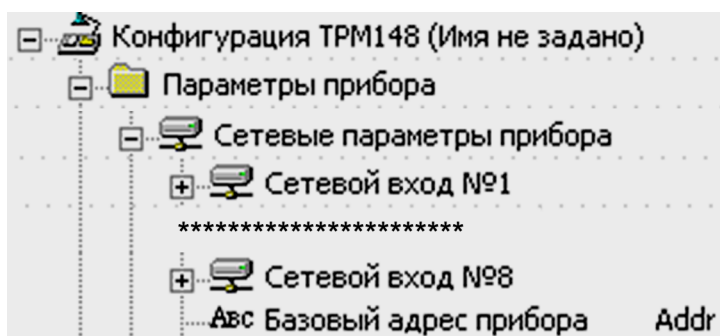 Конфигурация ТРМ148 (Имя не задано)
Параметры прибора
Сетевые параметры прибора
Сетевой вход №1
***********************
Сетевой вход №8
Авс Базовый адрес прибора Addr